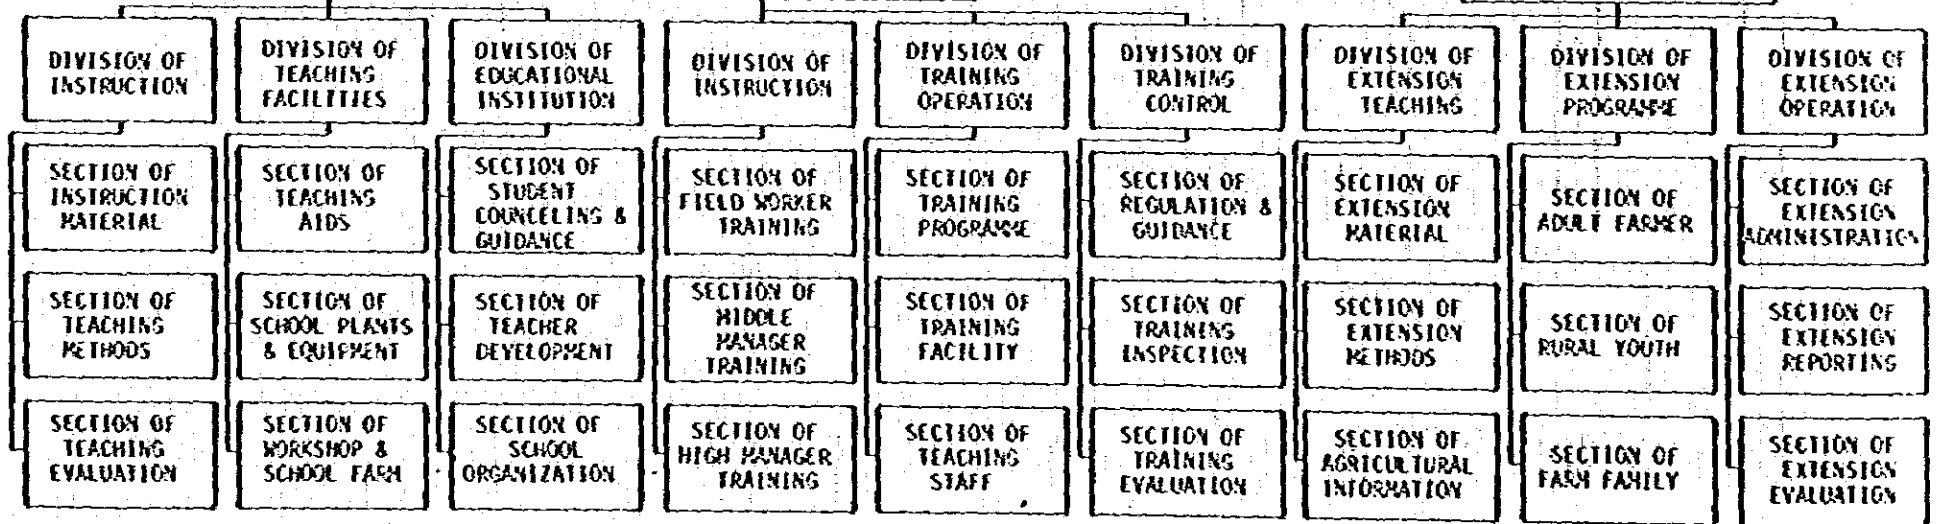 DIVISION OF
INSTRUCTION
DIVISION OF
TEACHING
FACILITIES
DIVISION OF
EDUCATIONAL
INSTITUTION
DIVISION OF
INSTRUCTION
DIVISION OF
TRAINING
OPERATION
DIVISION OF
TRAINING
CONTROL
DIVISION OF
EXTENSION
TEACHING
DIVISION OF
EXTENSION
PROGRAMME
DIVISION OF
EXTENSION
OPERATION
SECTION OF
INSTRUCTION
MATERIAL
SECTION OF
TEACHING
AIDS
SECTION OF
STUDENT
COUNCELING &
GUIDANCE
SECTION OF
FIELD WORKER
TRAINING
SECTION OF
TRAINING
PROGRAMME
SECTION OF
REGULATION &
GUIDANCE
SECTION OF
EXTENSION
MATERIAL
SECTION OF
ADULT FARMER
SECTION OF
EXTENSION
ADMINISTRATION
SECTION OF
TEACHING
METHODS
SECTION OF
SCHOOL PLANTS
& EQUIPMENT
SECTION OF
TEACHER
DEVELOPMENT
SECTION OF
MIDDLE
MANAGER
TRAINING
SECTION OF
TRAINING
FACILITY
SECTION OF
TRAINING
INSPECTION
SECTION OF
EXTENSION
METHODS
SECTION OF
RURAL YOUTH
SECTION OF
EXTENSION
REPORTING
SECTION OF
TEACHING
EVALUATION
SECTION OF
WORKSHOP &
SCHOOL FARM
SECTION OF
SCHOOL
ORGANIZATION
SECTION OF
HIGH MANAGER
TRAINING
SECTION OF
TEACHING
STAFF
SECTION OF
TRAINING
EVALUATION
SECTION OF
AGRICULTURAL
INFORMATION
SECTION OF
FARM FAMILY
SECTION OF
EXTENSION
EVALUATION